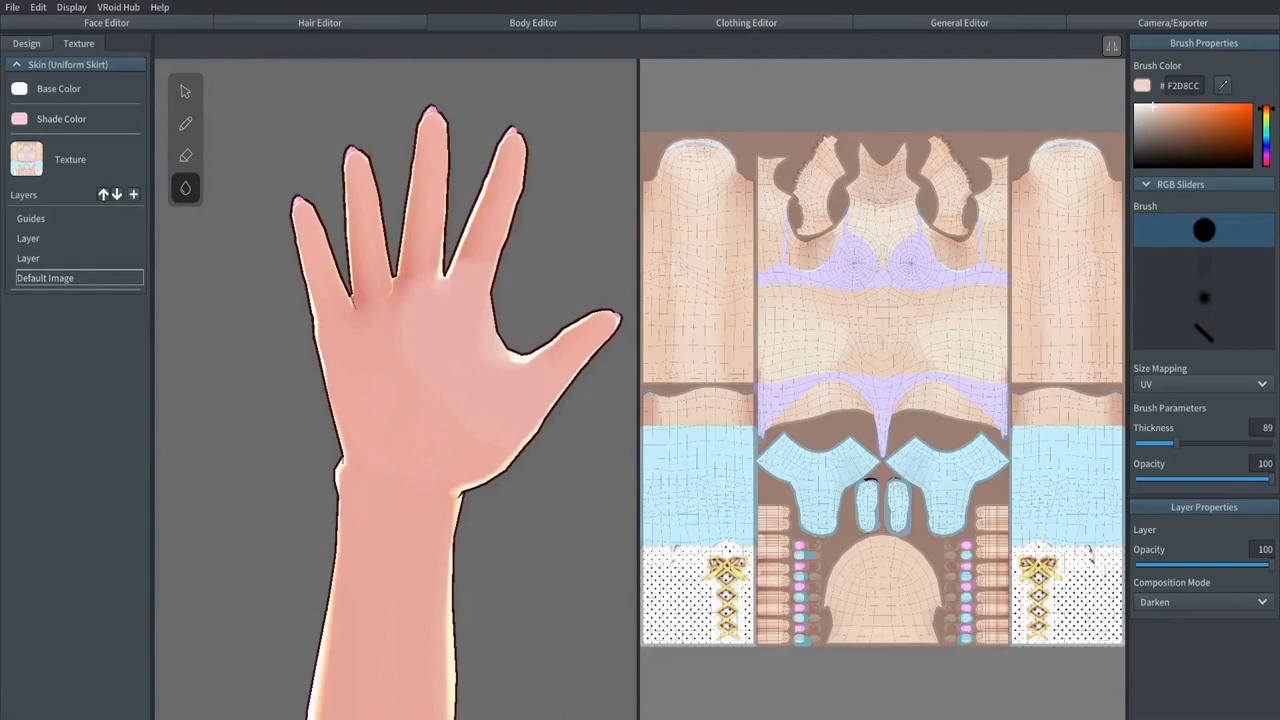 File Edit Display VRoid Hub Help
Face Editor Hair Editor Body Editor Clothing Editor General Editor Camera/Exporter
Design Texture
Skin (Uniform Skirt)
Base Color
Shade Color
Texture
Layers
Guides
Layer
Layer
Default Image
Brush Properties
Brush Color
# F2D8CC
RGB Sliders
Brush
Size Mapping
UV
Brush Parameters
Thickness 89
Opacity 100
Layer Properties
Layer
Opacity 100
Composition Mode
Darken